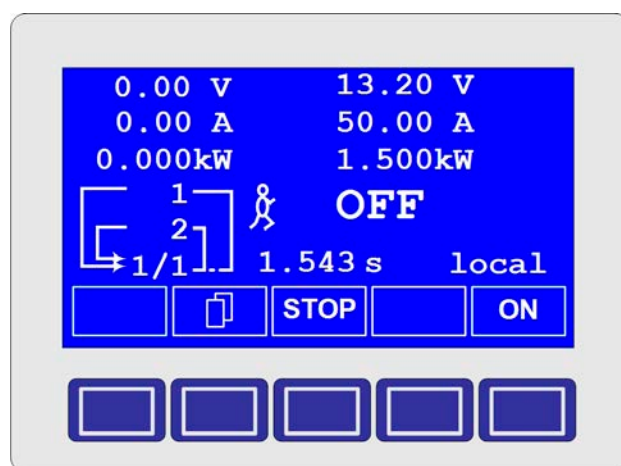 0.00 V 13.20 V
0.00 A 50.00 A
0.000kW 1.500kW
1 OFF
2
1/1 1.543 s local
STOP ON